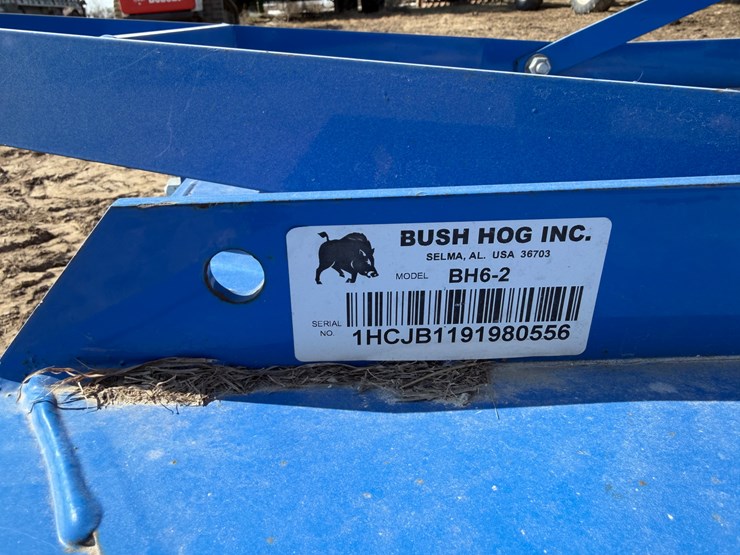 BUSH HOG INC.
SELMA, AL. USA 36703
MODEL BH6-2
SERIAL NO. 1HCJB1191980556